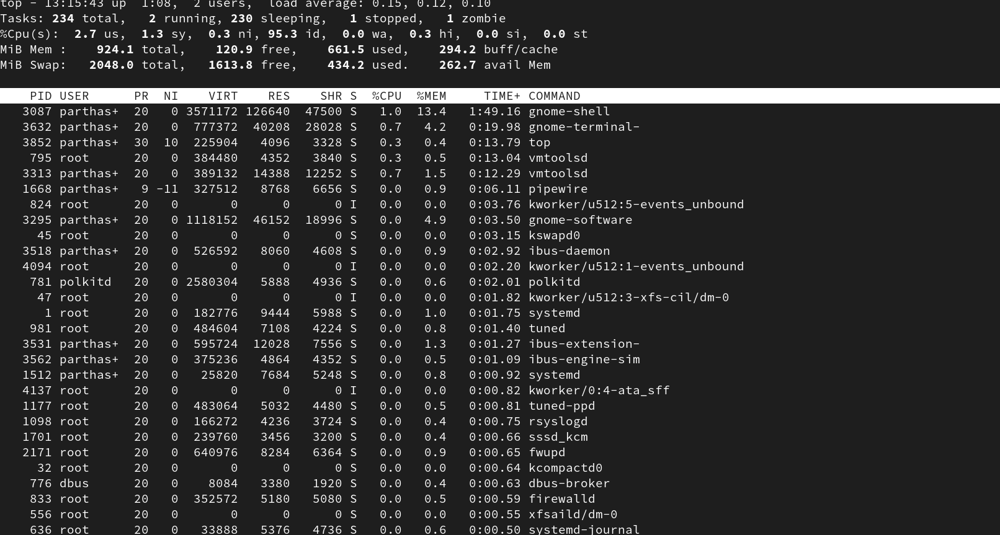 top - 13:15:43 up  1:08,  2 users,  load average: 0.15, 0.12, 0.10
Tasks: 234 total,   2 running, 230 sleeping,   1 stopped,   1 zombie
%Cpu(s):  2.7 us,  1.3 sy,  0.3 ni, 95.3 id,  0.0 wa,  0.3 hi,  0.0 si,  0.0 st
MiB Mem :    924.1 total,    120.9 free,    661.5 used,    294.2 buff/cache
MiB Swap:   2048.0 total,   1613.8 free,    434.2 used.    262.7 avail Mem
    PID USER      PR  NI    VIRT    RES    SHR S  %CPU  %MEM     TIME+ COMMAND
   3087 parthas+  20   0 3571172 126640  47500 S   1.0  13.4   1:49.16 gnome-shell
   3632 parthas+  20   0  777372  40208  28028 S   0.7   4.2   0:19.98 gnome-terminal-
   3852 parthas+  30  10  225904   4096   3328 S   0.3   0.4   0:13.79 top
    795 root      20   0  384480   4352   3840 S   0.3   0.5   0:13.04 vmtoolsd
   3313 parthas+  20   0  389132  14388  12252 S   0.7   1.5   0:12.29 vmtoolsd
   1668 parthas+   9 -11  327512   8768   6656 S   0.0   0.9   0:06.11 pipewire
    824 root      20   0       0      0      0 I   0.0   0.0   0:03.76 kworker/u512:5-events_unbound
   3295 parthas+  20   0 1118152  46152  18996 S   0.0   4.9   0:03.50 gnome-software
     45 root      20   0       0      0      0 S   0.0   0.0   0:03.15 kswapd0
   3518 parthas+  20   0  526592   8060   4608 S   0.0   0.9   0:02.92 ibus-daemon
   4094 root      20   0       0      0      0 I   0.0   0.0   0:02.20 kworker/u512:1-events_unbound
    781 polkitd   20   0 2580304   5888   4936 S   0.0   0.6   0:02.01 polkitd
     47 root      20   0       0      0      0 I   0.0   0.0   0:01.82 kworker/u512:3-xfs-cil/dm-0
      1 root      20   0  182776   9444   5988 S   0.0   1.0   0:01.75 systemd
    981 root      20   0  484604   7108   4224 S   0.0   0.8   0:01.40 tuned
   3531 parthas+  20   0  595724  12028   7556 S   0.0   1.3   0:01.27 ibus-extension-
   3562 parthas+  20   0  375236   4864   4352 S   0.0   0.5   0:01.09 ibus-engine-sim
   1512 parthas+  20   0   25820   7684   5248 S   0.0   0.8   0:00.92 systemd
   4137 root      20   0       0      0      0 I   0.0   0.0   0:00.82 kworker/0:4-ata_sff
   1177 root      20   0  483064   5032   4480 S   0.0   0.5   0:00.81 tuned-ppd
   1098 root      20   0  166272   4236   3724 S   0.0   0.4   0:00.75 rsyslogd
   1701 root      20   0  239760   3456   3200 S   0.0   0.4   0:00.66 sssd_kcm
   2171 root      20   0  640976   8284   6364 S   0.0   0.9   0:00.65 fwupd
     32 root      20   0       0      0      0 S   0.0   0.0   0:00.64 kcompactd0
    776 dbus      20   0    8084   3380   1920 S   0.0   0.4   0:00.63 dbus-broker
    833 root      20   0  352572   5180   5080 S   0.0   0.5   0:00.59 firewalld
    556 root      20   0       0      0      0 S   0.0   0.0   0:00.55 xfsaild/dm-0
    636 root      20   0   33888   5376   4736 S   0.0   0.6   0:00.50 systemd-journal